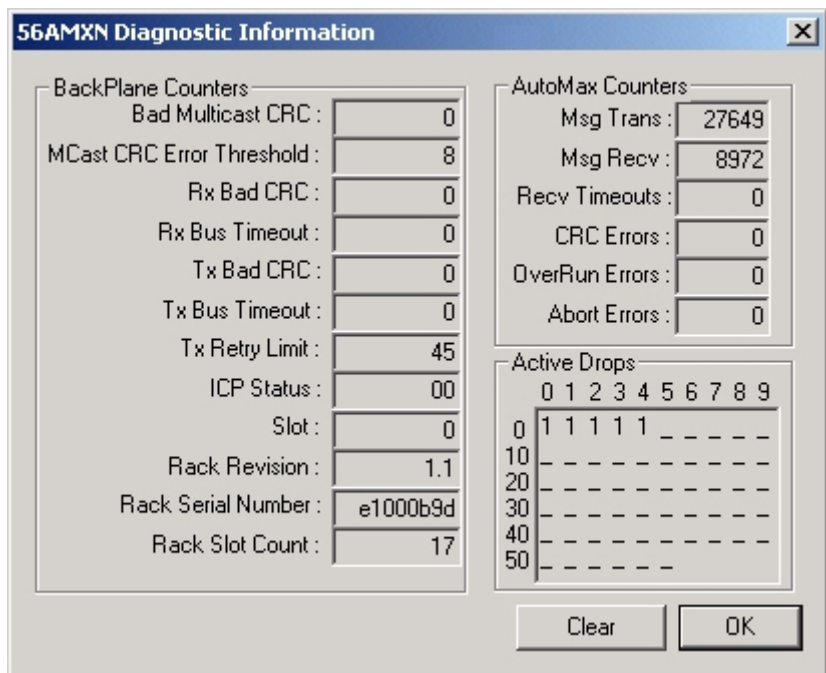 56AMXN Diagnostic Information
BackPlane Counters
Bad Multicast CRC : 0
MCast CRC Error Threshold : 8
Rx Bad CRC : 0
Rx Bus Timeout : 0
Tx Bad CRC : 0
Tx Bus Timeout : 0
Tx Retry Limit : 45
ICP Status : 00
Slot : 0
Rack Revision : 1.1
Rack Serial Number : e1000b9d
Rack Slot Count : 17
AutoMax Counters
Msg Trans : 27649
Msg Recv : 8972
Recv Timeouts : 0
CRC Errors : 0
OverRun Errors : 0
Abort Errors : 0
Active Drops
0 1 2 3 4 5 6 7 8 9
0 1 1 1 1 1 _ _ _ _ _
10 _ _ _ _ _ _ _ _ _ _
20 _ _ _ _ _ _ _ _ _ _
30 _ _ _ _ _ _ _ _ _ _
40 _ _ _ _ _ _ _ _ _ _
50 _ _ _ _ _ _
Clear OK